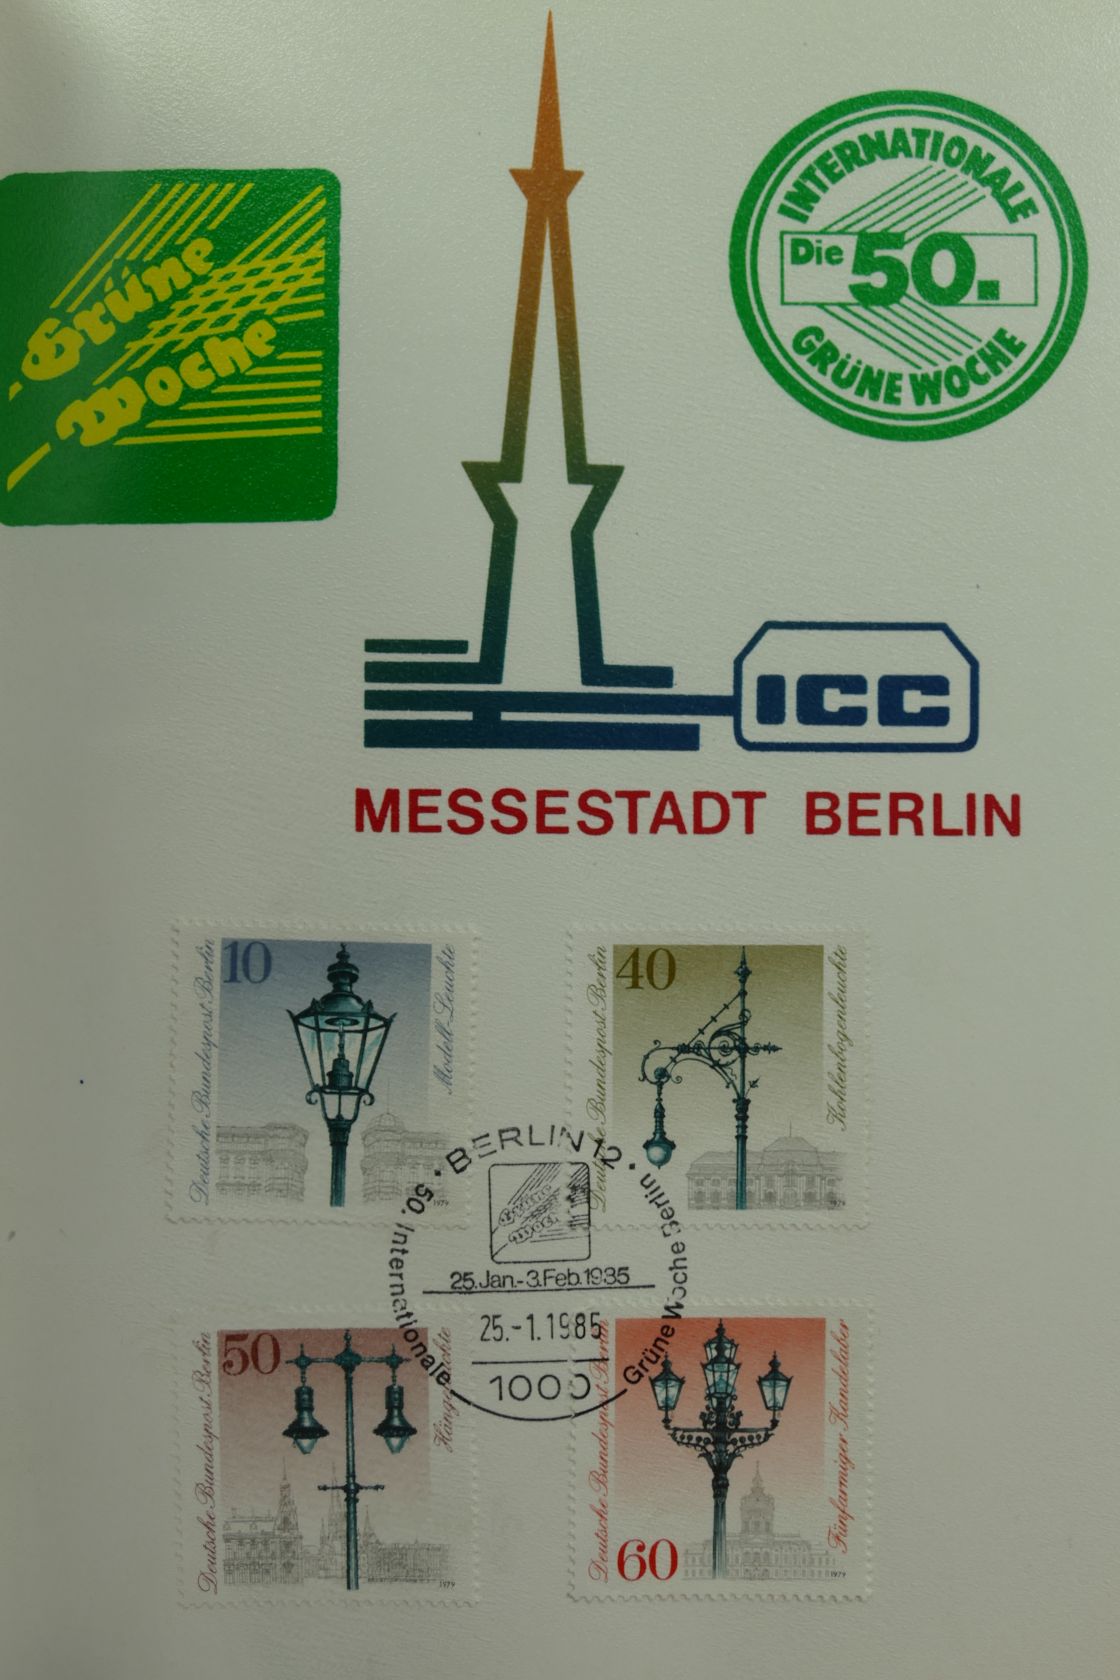 Grüne
Woche
INTERNATIONALE
Die 50.
GRÜNE WOCHE
ICC
MESSESTADT BERLIN
10
Deutsche Bundespost Berlin
Modell-Leuchte
1979
40
Deutsche Bundespost Berlin
Kohlenbogenleuchte
1979
BERLIN 12
50. Internationale Grüne Woche Berlin
Grüne
Woche
25.Jan.-3.Feb.1985
25.-1.1985
1000
50
Deutsche Bundespost Berlin
Hängeleuchte
1979
60
Deutsche Bundespost Berlin
Fünfarmiger Kandelaber
1979